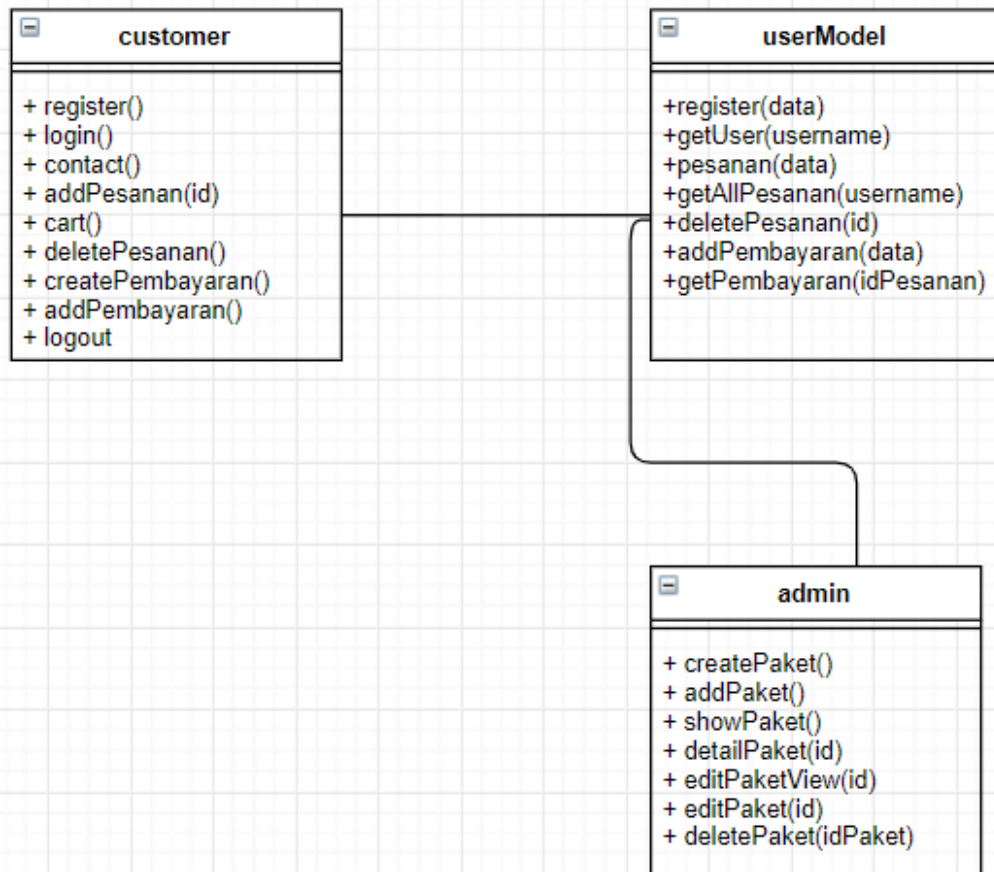 customer
+ register()
+ login()
+ contact()
+ addPesanan(id)
+ cart()
+ deletePesanan()
+ createPembayaran()
+ addPembayaran()
+ logout
userModel
+register(data)
+getUser(username)
+pesanan(data)
+getAllPesanan(username)
+deletePesanan(id)
+addPembayaran(data)
+getPembayaran(idPesanan)
admin
+ createPaket()
+ addPaket()
+ showPaket()
+ detailPaket(id)
+ editPaketView(id)
+ editPaket(id)
+ deletePaket(idPaket)